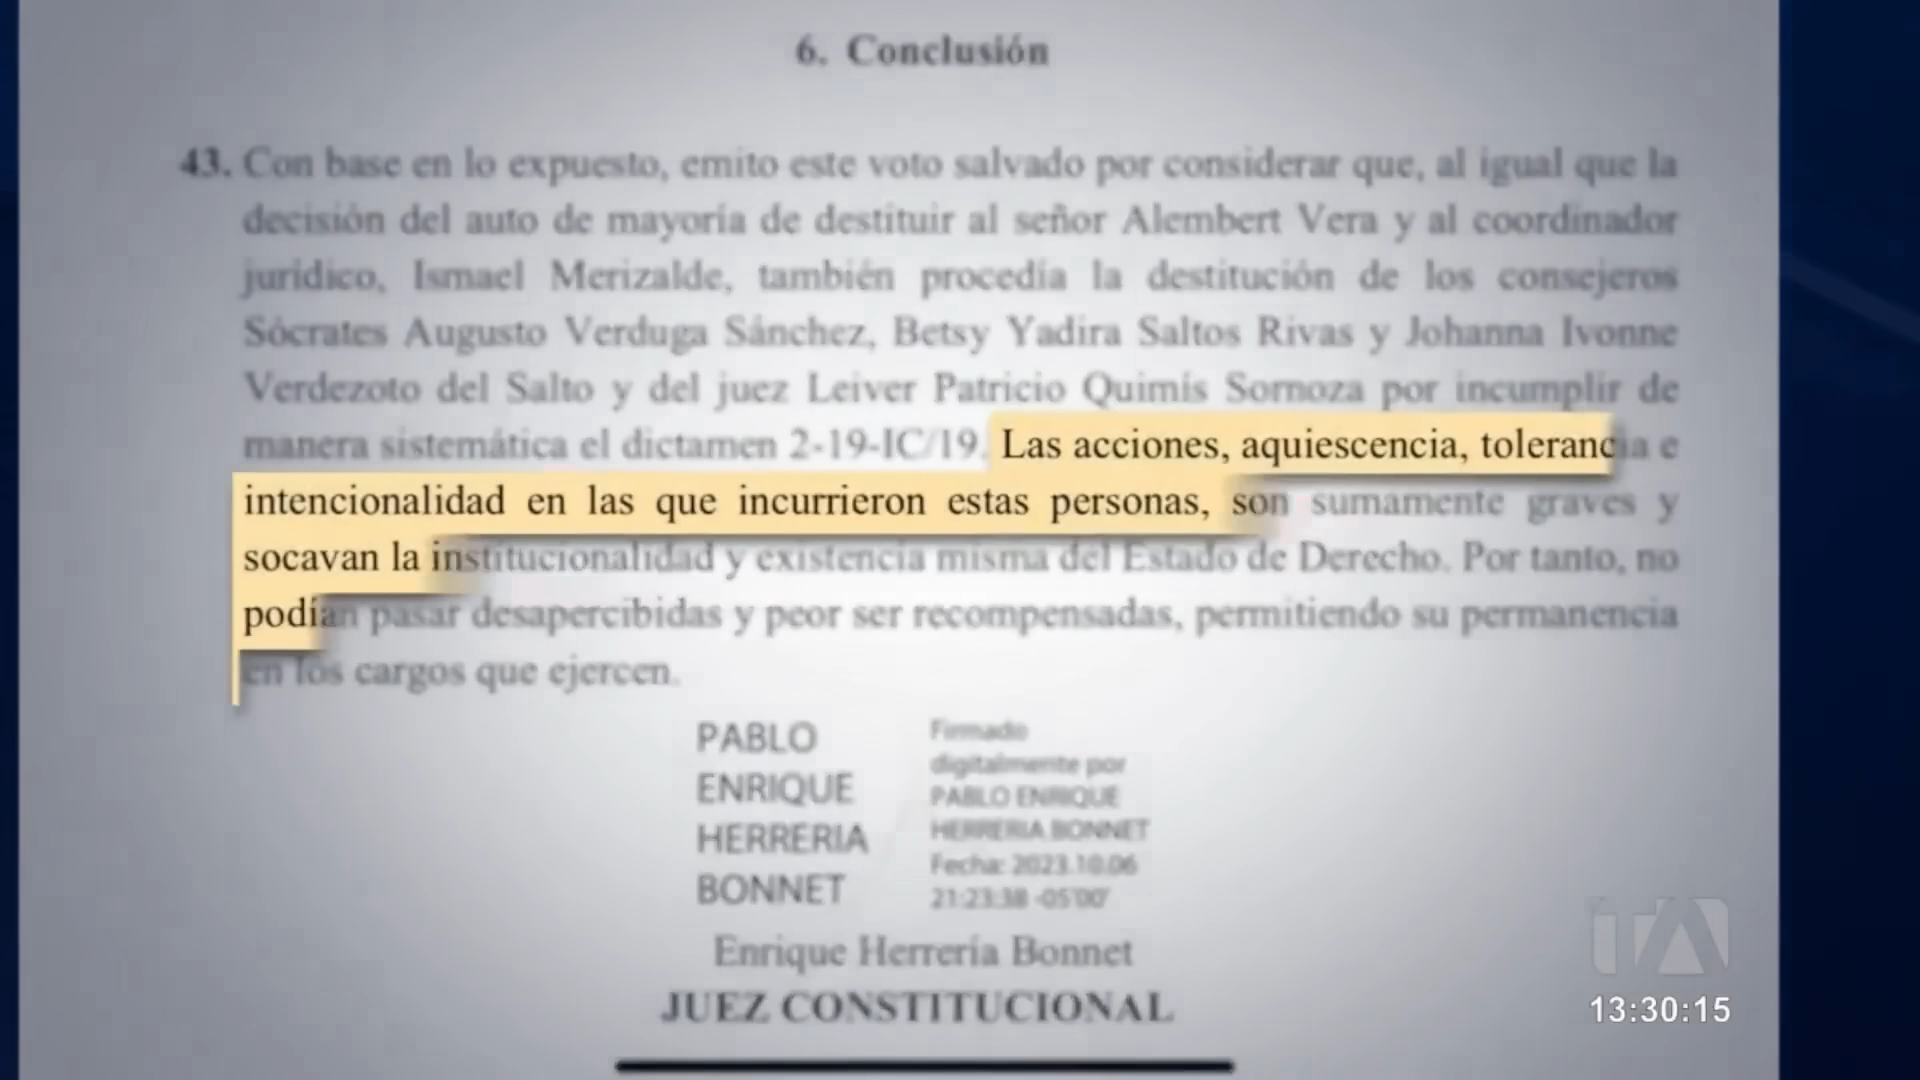 6. Conclusión
43. Con base en lo expuesto, emito este voto salvado por considerar que, al igual que la
decisión del auto de mayoría de destituir al señor Alembert Vera y al coordinador
jurídico, Ismael Merizalde, también procedía la destitución de los consejeros
Sócrates Augusto Verduga Sánchez, Betsy Yadira Saltos Rivas y Johanna Ivonne
Verdezoto del Salto y del juez Leiver Patricio Quimís Sornoza por incumplir de
manera sistemática el dictamen 2-19-IC/19. Las acciones, aquiescencia, tolerancia e
intencionalidad en las que incurrieron estas personas, son sumamente graves y
socavan la institucionalidad y existencia misma del Estado de Derecho. Por tanto, no
podían pasar desapercibidas y peor ser recompensadas, permitiendo su permanencia
en los cargos que ejercen.
PABLO
ENRIQUE
HERRERIA
BONNET
Firmado
digitalmente por
PABLO ENRIQUE
HERRERIA BONNET
Fecha: 2023.10.06
21:23:38 -05'00'
Enrique Herrería Bonnet
JUEZ CONSTITUCIONAL
TA
13:30:15